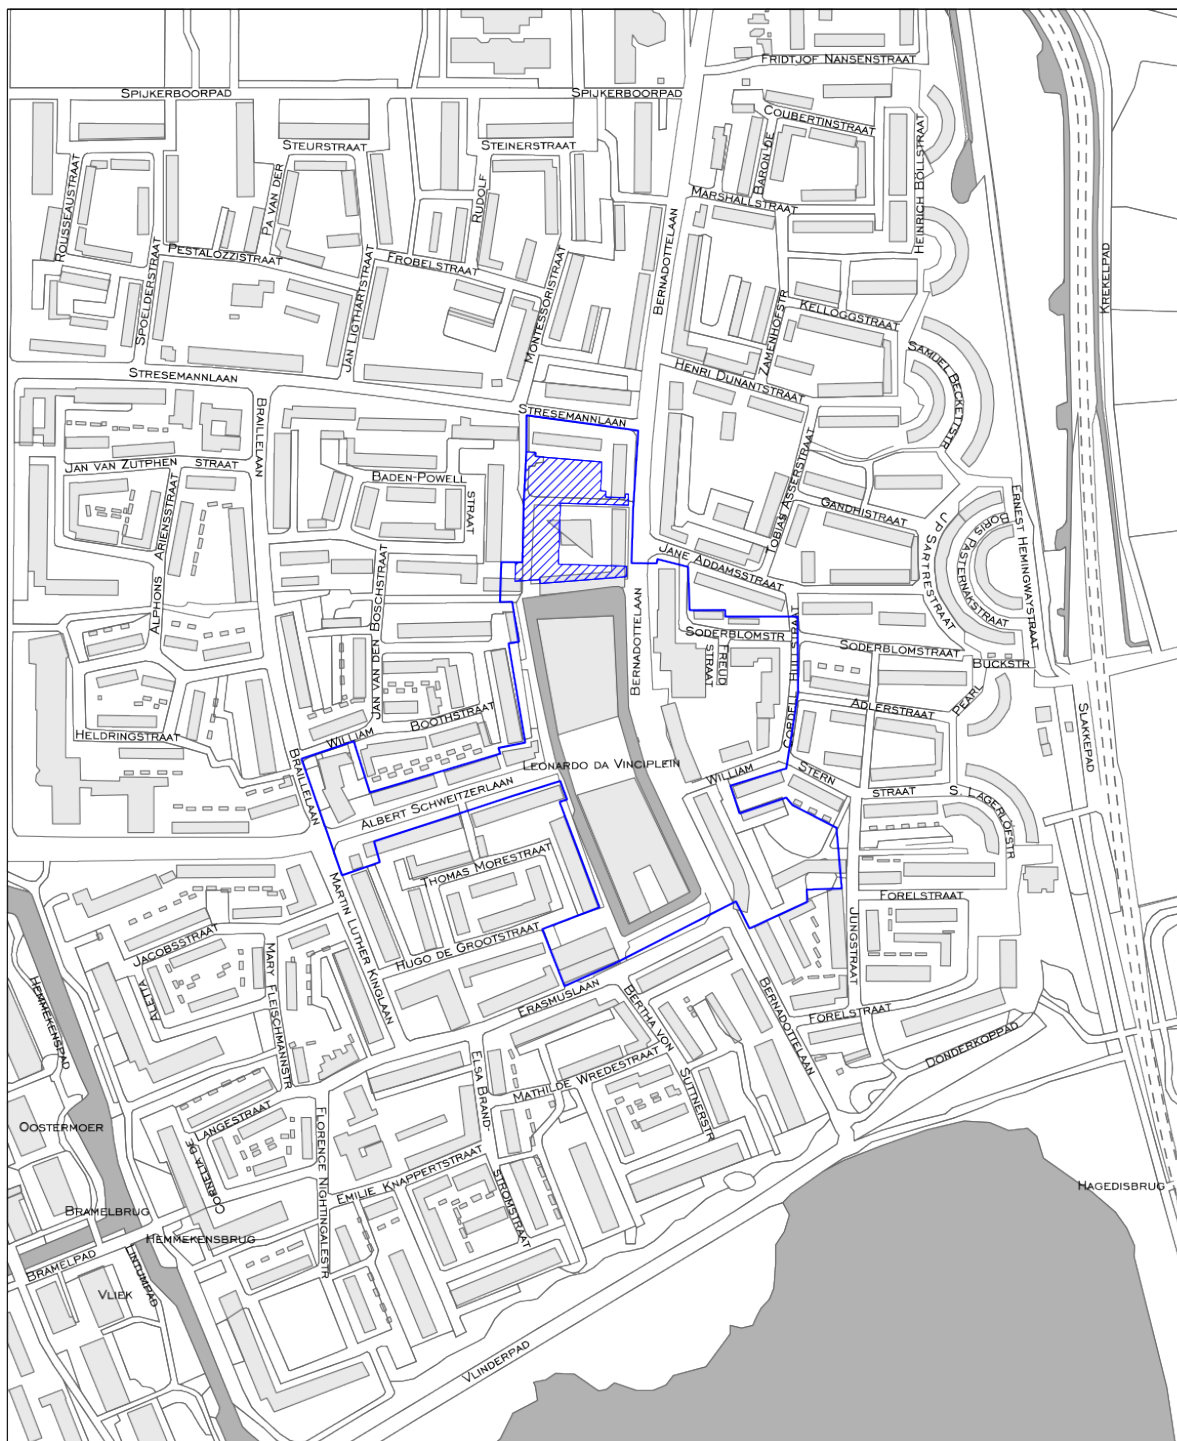 FRIDTJOF NANSENSTRAAT
SPIJKERBOORPAD
SPIJKERBOORPAD
COUBERTINSTRAAT
BARON DE
HEINRICH BÖLLSTRAAT
STEURSTRAAT
PA VAN DER
STEINERSTRAAT
RUDOLF
ROUSSEAUSTRAAT
MARSHALLSTRAAT
PESTALOZZISTRAAT
FROBELSTRAAT
SPOELDERSTRAAT
JAN LIGTHARTSTRAAT
MONTESSORISTRAAT
BERNADOTTELAAN
KREKELPAD
ZAMENHOFSTR
KELLOGGSTRAAT
SAMUEL BECKETTSTR
STRESEMANNLAAN
HENRI DUNANTSTRAAT
STRESEMANNLAAN
BRAILLELAAN
JAN VAN ZUTPHEN
STRAAT
BADEN-POWELL
STRAAT
TOBIAS ASSERSTRAAT
GANDHISTRAAT
ARIENSSTRAAT
ALPHONS
JP SARTRESTRAAT
BORIS PASTERNAKSTRAAT
ERNEST HEMINGWAYSTRAAT
JANE ADDAMSSTRAAT
JAN VAN DEN BOSCHSTRAAT
BERNADOTTELAAN
SODERBLOMSTR
FREUD
STRAAT
CORDELL HULLSTRAAT
SODERBLOMSTRAAT
BUCKSTR
PEARL
HELDRINGSTRAAT
WILLIAM
BOOTHSTRAAT
ADLERSTRAAT
SLAKKEPAD
BRAILLELAAN
LEONARDO DA VINCIPLEIN
WILLIAM
STERN
STRAAT
S. LAGERLÖFSTR
ALBERT SCHWEITZERLAAN
THOMAS MORESTRAAT
MARTIN LUTHER KINGLAAN
FORELSTRAAT
JUNGSTRAAT
JACOBSSTRAAT
ALETTA
MARY FLEISCHMANNSTR
HUGO DE GROOTSTRAAT
ERASMUSLAAN
BERTHA VON
SUTTNERSTR
BERNADOTTELAAN
FORELSTRAAT
DONDERKOPPAD
HEMMEKENSPAD
ELSA BRAND-
STROMSTRAAT
MATHILDE WREDESTRAAT
OOSTERMOER
LANGESTRAAT
CORNELIA DE
FLORENCE NIGHTINGALESTR
EMILIE KNAPPERTSTRAAT
HAGEDISBRUG
BRAMELBRUG
HEMMEKENSBRUG
BRAMELPAD
LINTUMPAD
VLIEK
VLINDERPAD